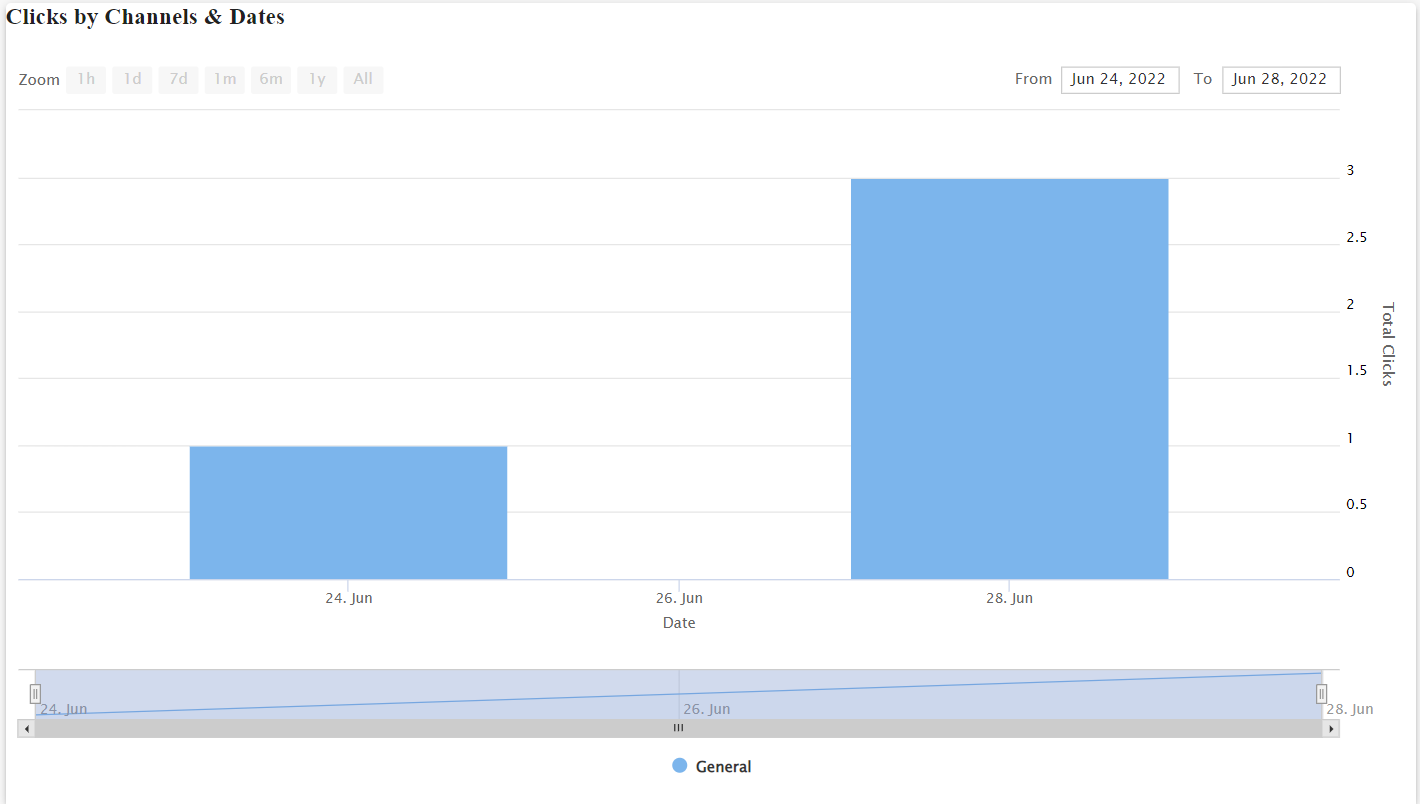 Clicks by Channels & Dates
Zoom 1h 1d 7d 1m 6m 1y All From Jun 24, 2022 To Jun 28, 2022
3
2.5
2
1.5
1
0.5
0
Total Clicks
24. Jun 26. Jun 28. Jun
Date
24. Jun 26. Jun 28. Jun
General